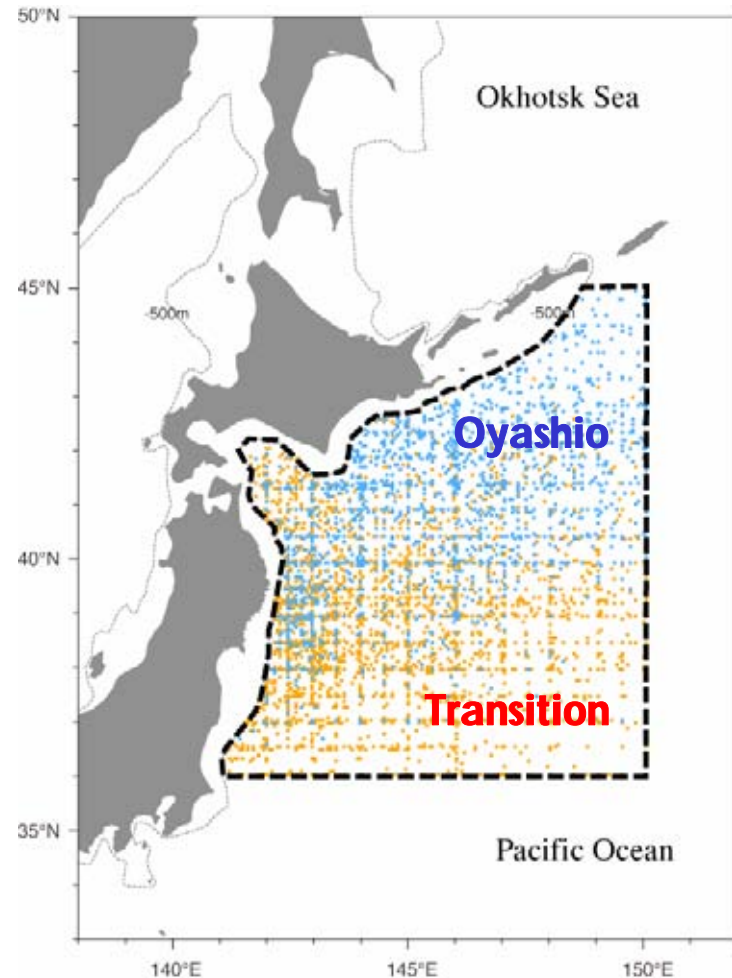 50°N
Okhotsk Sea
45°N
-500m
-500m
Oyashio
40°N
Transition
35°N
Pacific Ocean
140°E
145°E
150°E